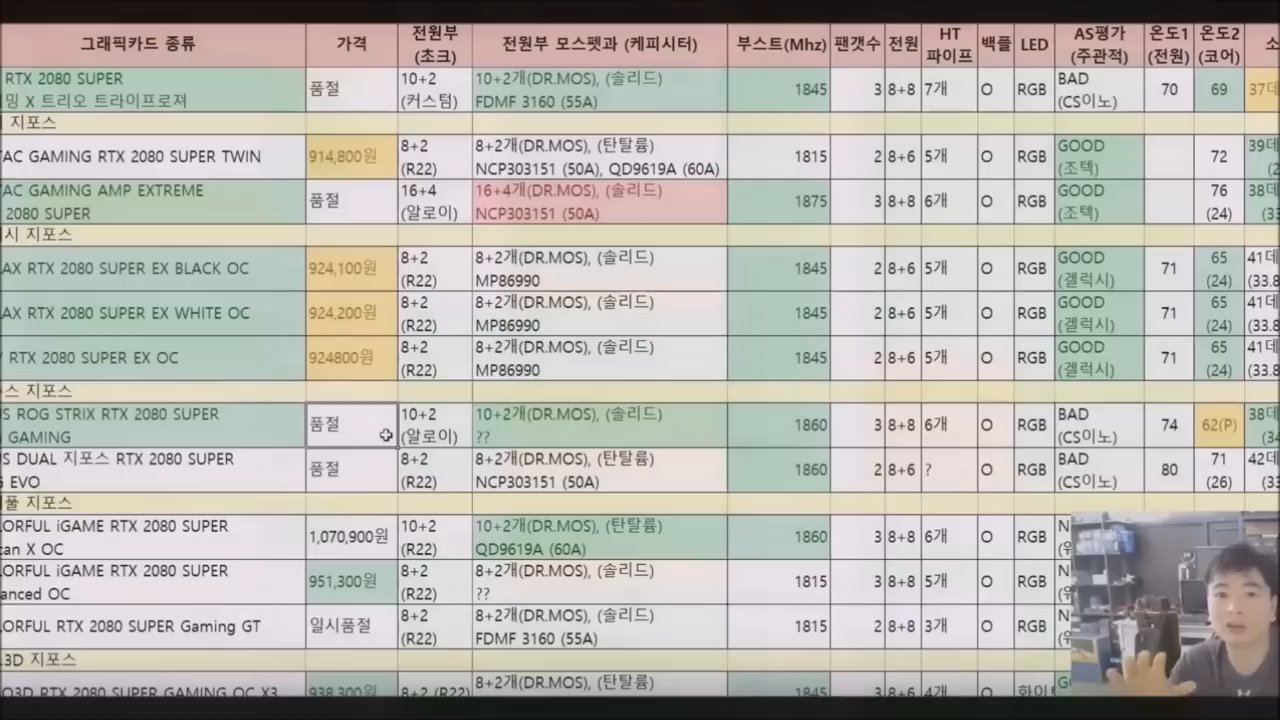 그래픽카드 종류 가격 전원부 (초크) 전원부 모스펫과 (케피시터) 부스트(Mhz) 팬갯수 전원 HT 파이프 백플 LED AS평가 (주관적) 온도1 (전원) 온도2 (코어) 소
RTX 2080 SUPER 품절 10+2 10+2개(DR.MOS), (솔리드) 1845 3 8+8 7개 O RGB BAD 70 69 37데
밍 X 트리오 트라이프로져 (커스텀) FDMF 3160 (55A) (CS이노)
지포스
AC GAMING RTX 2080 SUPER TWIN 914,800원 8+2 8+2개(DR.MOS), (탄탈륨) 1815 2 8+6 5개 O RGB GOOD 72 39데
(R22) NCP303151 (50A), QD9619A (60A) (조텍)
AC GAMING AMP EXTREME 품절 16+4 16+4개(DR.MOS), (솔리드) 1875 3 8+8 6개 O RGB GOOD 76 38데
2080 SUPER (알로이) NCP303151 (50A) (조텍) (24) (33
시 지포스
AX RTX 2080 SUPER EX BLACK OC 924,100원 8+2 8+2개(DR.MOS), (솔리드) 1845 2 8+6 5개 O RGB GOOD 71 65 41데
(R22) MP86990 (겔럭시) (24) (33.8
AX RTX 2080 SUPER EX WHITE OC 924,200원 8+2 8+2개(DR.MOS), (솔리드) 1845 2 8+6 5개 O RGB GOOD 71 65 41데
(R22) MP86990 (겔럭시) (24) (33.8
RTX 2080 SUPER EX OC 924800원 8+2 8+2개(DR.MOS), (솔리드) 1845 2 8+6 5개 O RGB GOOD 71 65 41데
(R22) MP86990 (겔럭시) (24) (33.8
스 지포스
S ROG STRIX RTX 2080 SUPER 품절 10+2 10+2개(DR.MOS), (솔리드) 1860 3 8+8 6개 O RGB BAD 74 62(P) 38데
GAMING (알로이) ?? (CS이노) (34
S DUAL 지포스 RTX 2080 SUPER 품절 8+2 8+2개(DR.MOS), (탄탈륨) 1860 2 8+6 ? O RGB BAD 80 71 42데
EVO (R22) NCP303151 (50A) (CS이노) (26) (33
풀 지포스
ORFUL iGAME RTX 2080 SUPER 1,070,900원 10+2 10+2개(DR.MOS), (탄탈륨) 1860 3 8+8 6개 O RGB
can X OC (R22) QD9619A (60A)
ORFUL iGAME RTX 2080 SUPER 951,300원 8+2 8+2개(DR.MOS), (솔리드) 1815 3 8+8 5개 O RGB
anced OC (R22) ??
ORFUL RTX 2080 SUPER Gaming GT 일시품절 8+2 8+2개(DR.MOS), (솔리드) 1815 2 8+8 3개 O RGB
(R22) FDMF 3160 (55A)
3D 지포스
O3D RTX 2080 SUPER GAMING OC X3 938,300원 8+2 (R22) 8+2개(DR.MOS), (탄탈륨) 1845 3 8+6 4개 O 화이트